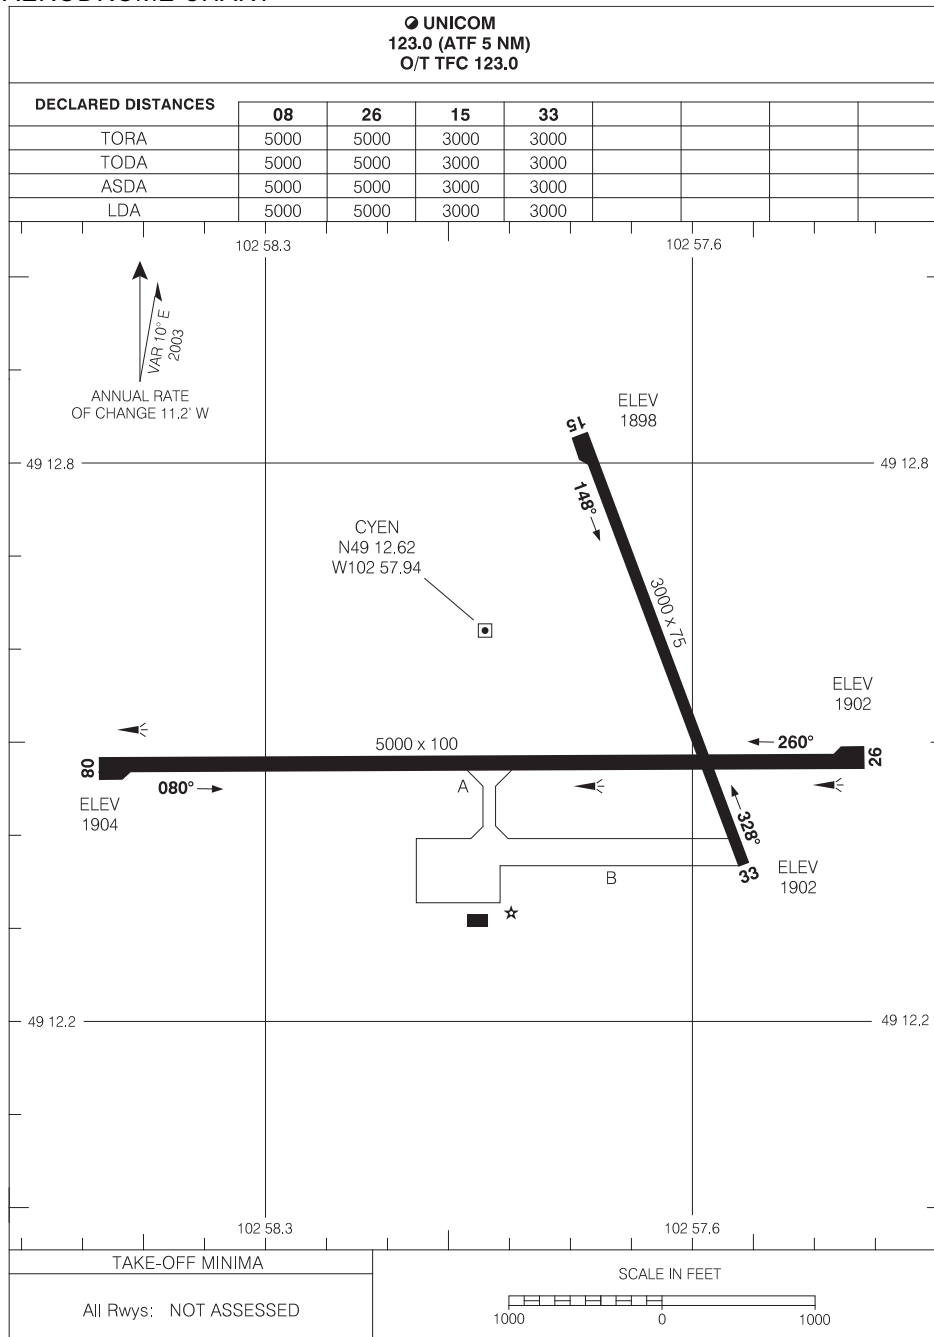 UNICOM
123.0 (ATF 5 NM)
O/T TFC 123.0
DECLARED DISTANCES 08 26 15 33
TORA 5000 5000 3000 3000
TODA 5000 5000 3000 3000
ASDA 5000 5000 3000 3000
LDA 5000 5000 3000 3000
102 58.3 102 57.6
VAR 10° E
2003
ANNUAL RATE
OF CHANGE 11.2' W
ELEV
1898
15
49 12.8 49 12.8
148°
CYEN
N49 12.62
W102 57.94
3000 x 75
ELEV
1902
5000 x 100
260°
08
26
080°
A
ELEV
1904
328°
33
ELEV
1902
B
49 12.2 49 12.2
102 58.3 102 57.6
TAKE-OFF MINIMA
All Rwys: NOT ASSESSED
SCALE IN FEET
1000 0 1000